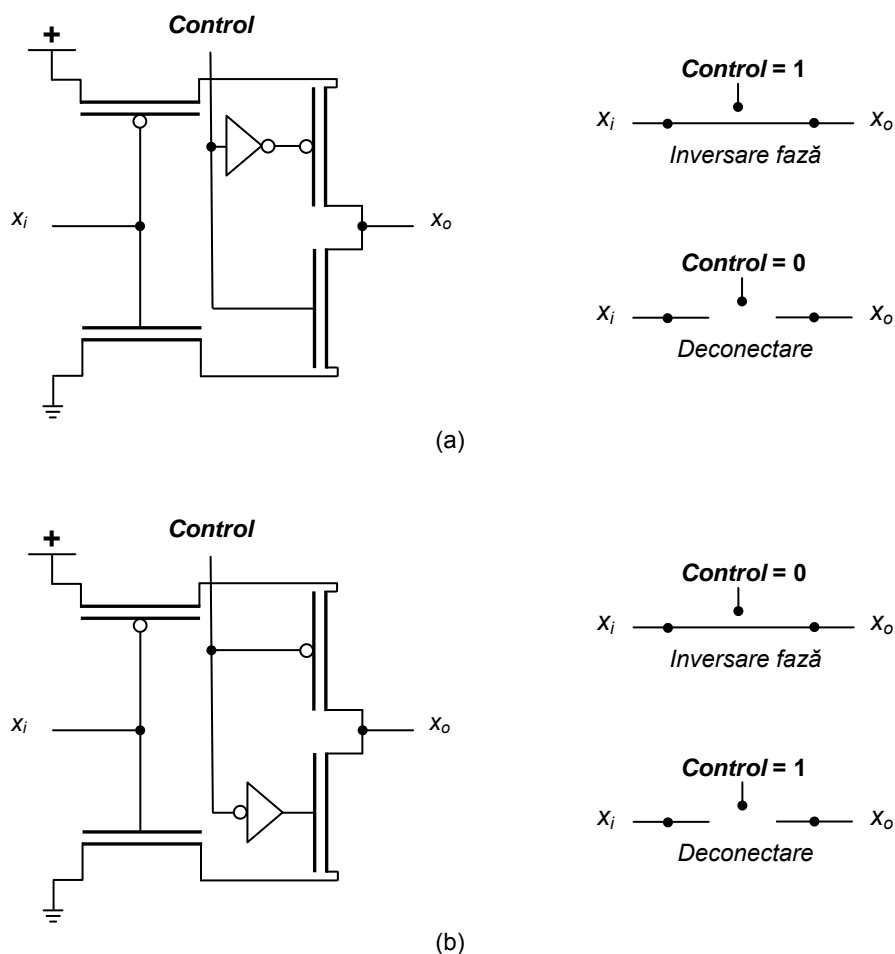 Control
+
Control = 1
xi
xo
Inversare fază
xi
xo
Control = 0
xi
xo
Deconectare
(a)
Control
+
Control = 0
xi
xo
Inversare fază
xi
xo
Control = 1
xi
xo
Deconectare
(b)